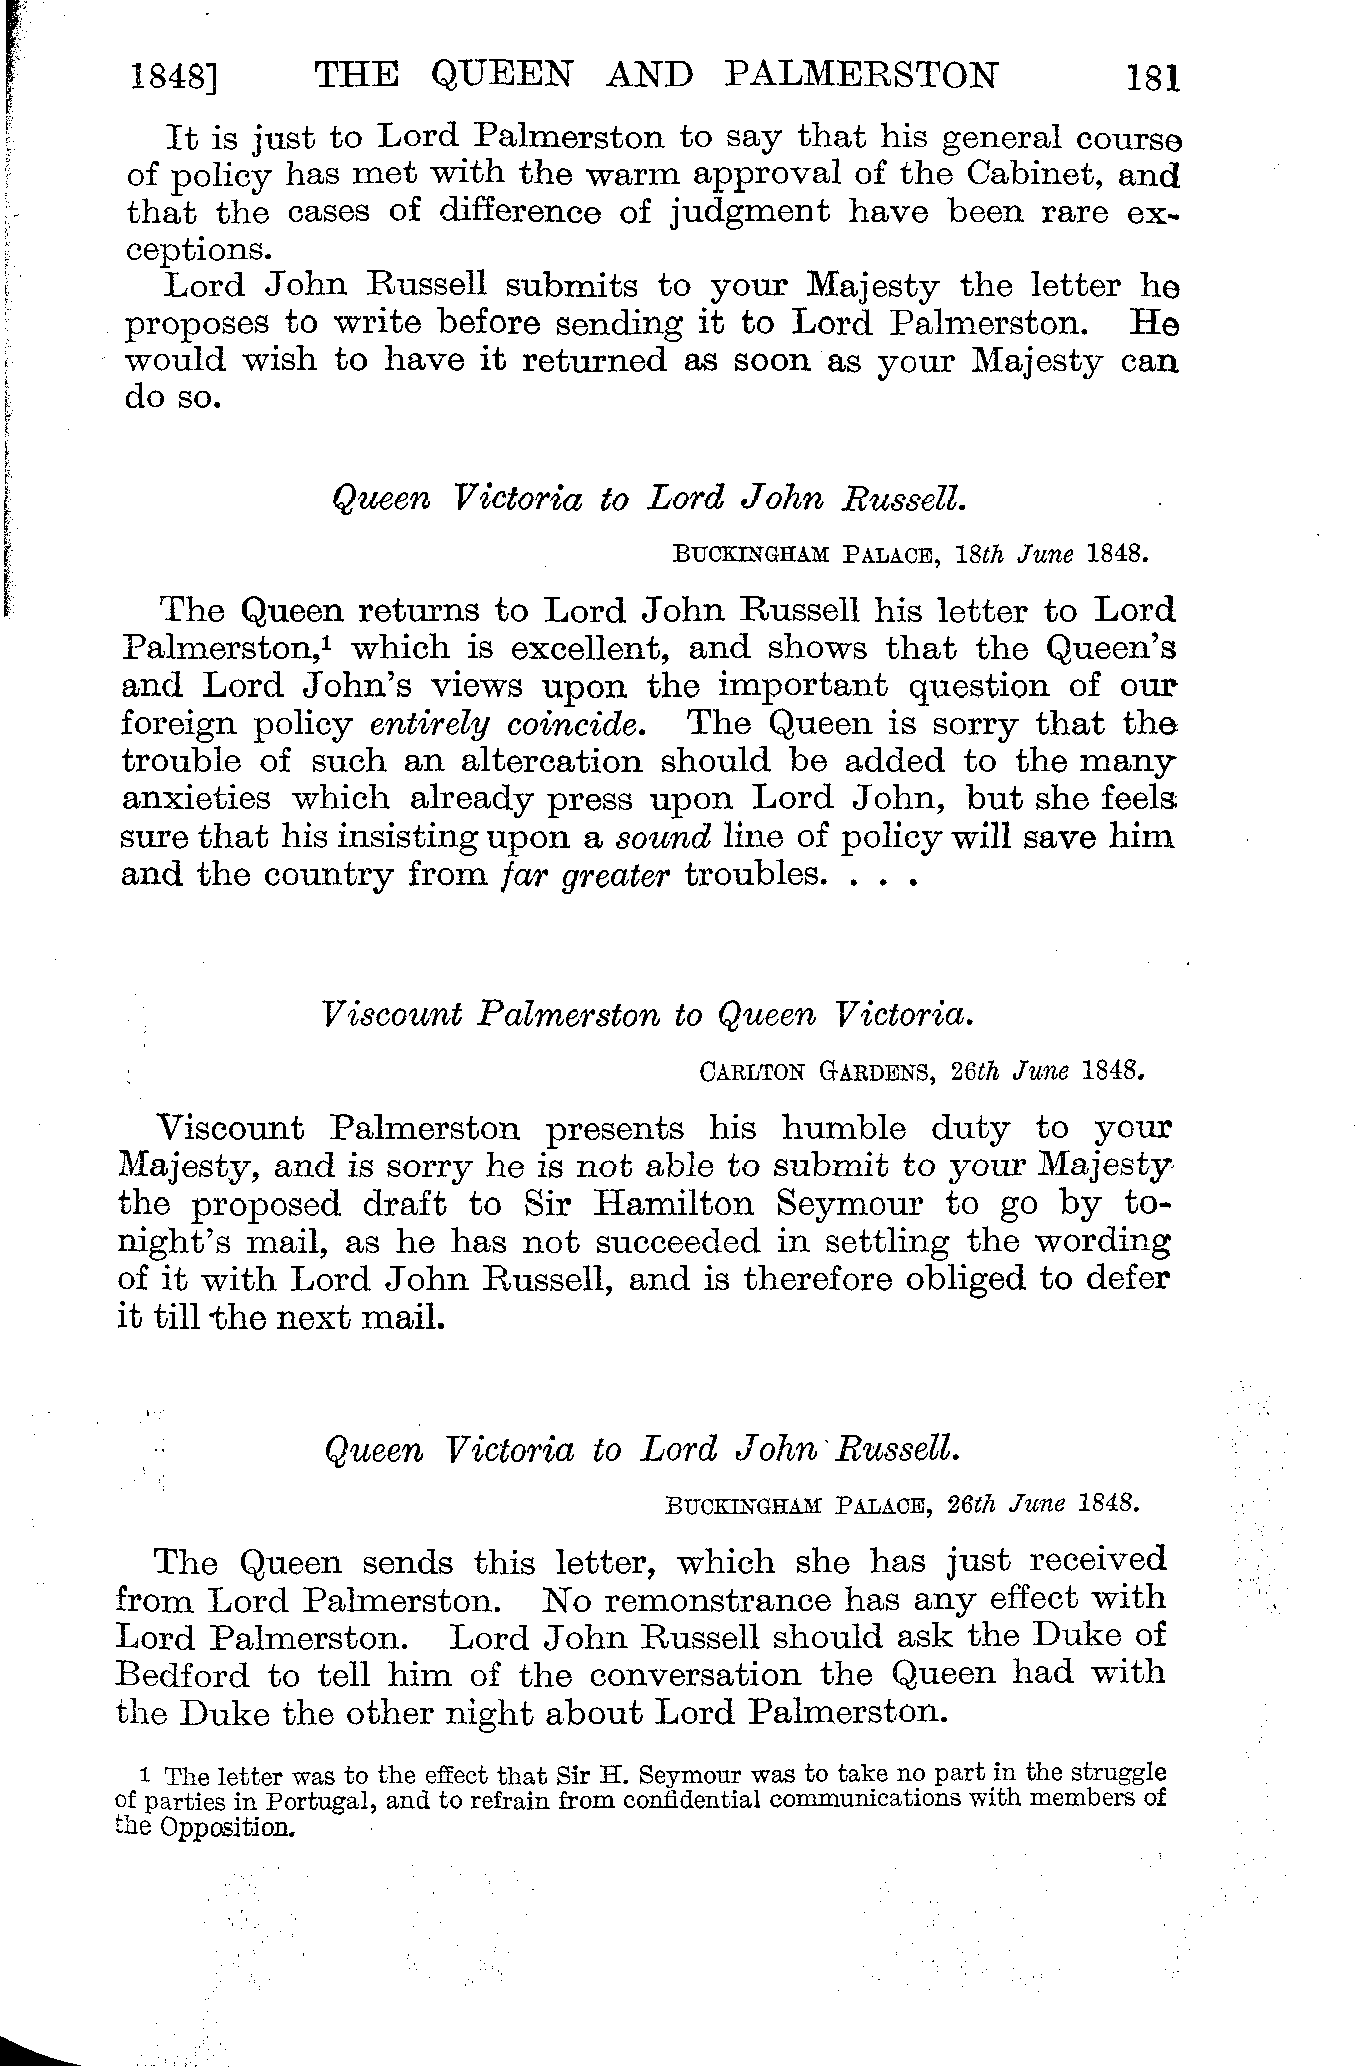 1848] THE QUEEN AND PALMERSTON 181
It is just to Lord Palmerston to say that his general course
of policy has met with the warm approval of the Cabinet, and
that the cases of difference of judgment have been rare ex-
ceptions.
Lord John Russell submits to your Majesty the letter he
proposes to write before sending it to Lord Palmerston. He
would wish to have it returned as soon as your Majesty can
do so.
Queen Victoria to Lord John Russell.
BUCKINGHAM PALACE, 18th June 1848.
The Queen returns to Lord John Russell his letter to Lord
Palmerston,¹ which is excellent, and shows that the Queen's
and Lord John's views upon the important question of our
foreign policy entirely coincide. The Queen is sorry that the
trouble of such an altercation should be added to the many
anxieties which already press upon Lord John, but she feels
sure that his insisting upon a sound line of policy will save him
and the country from far greater troubles. . . .
Viscount Palmerston to Queen Victoria.
CARLTON GARDENS, 26th June 1848.
Viscount Palmerston presents his humble duty to your
Majesty, and is sorry he is not able to submit to your Majesty
the proposed draft to Sir Hamilton Seymour to go by to-
night's mail, as he has not succeeded in settling the wording
of it with Lord John Russell, and is therefore obliged to defer
it till the next mail.
Queen Victoria to Lord John Russell.
BUCKINGHAM PALACE, 26th June 1848.
The Queen sends this letter, which she has just received
from Lord Palmerston. No remonstrance has any effect with
Lord Palmerston. Lord John Russell should ask the Duke of
Bedford to tell him of the conversation the Queen had with
the Duke the other night about Lord Palmerston.
1 The letter was to the effect that Sir H. Seymour was to take no part in the struggle
of parties in Portugal, and to refrain from confidential communications with members of
the Opposition.